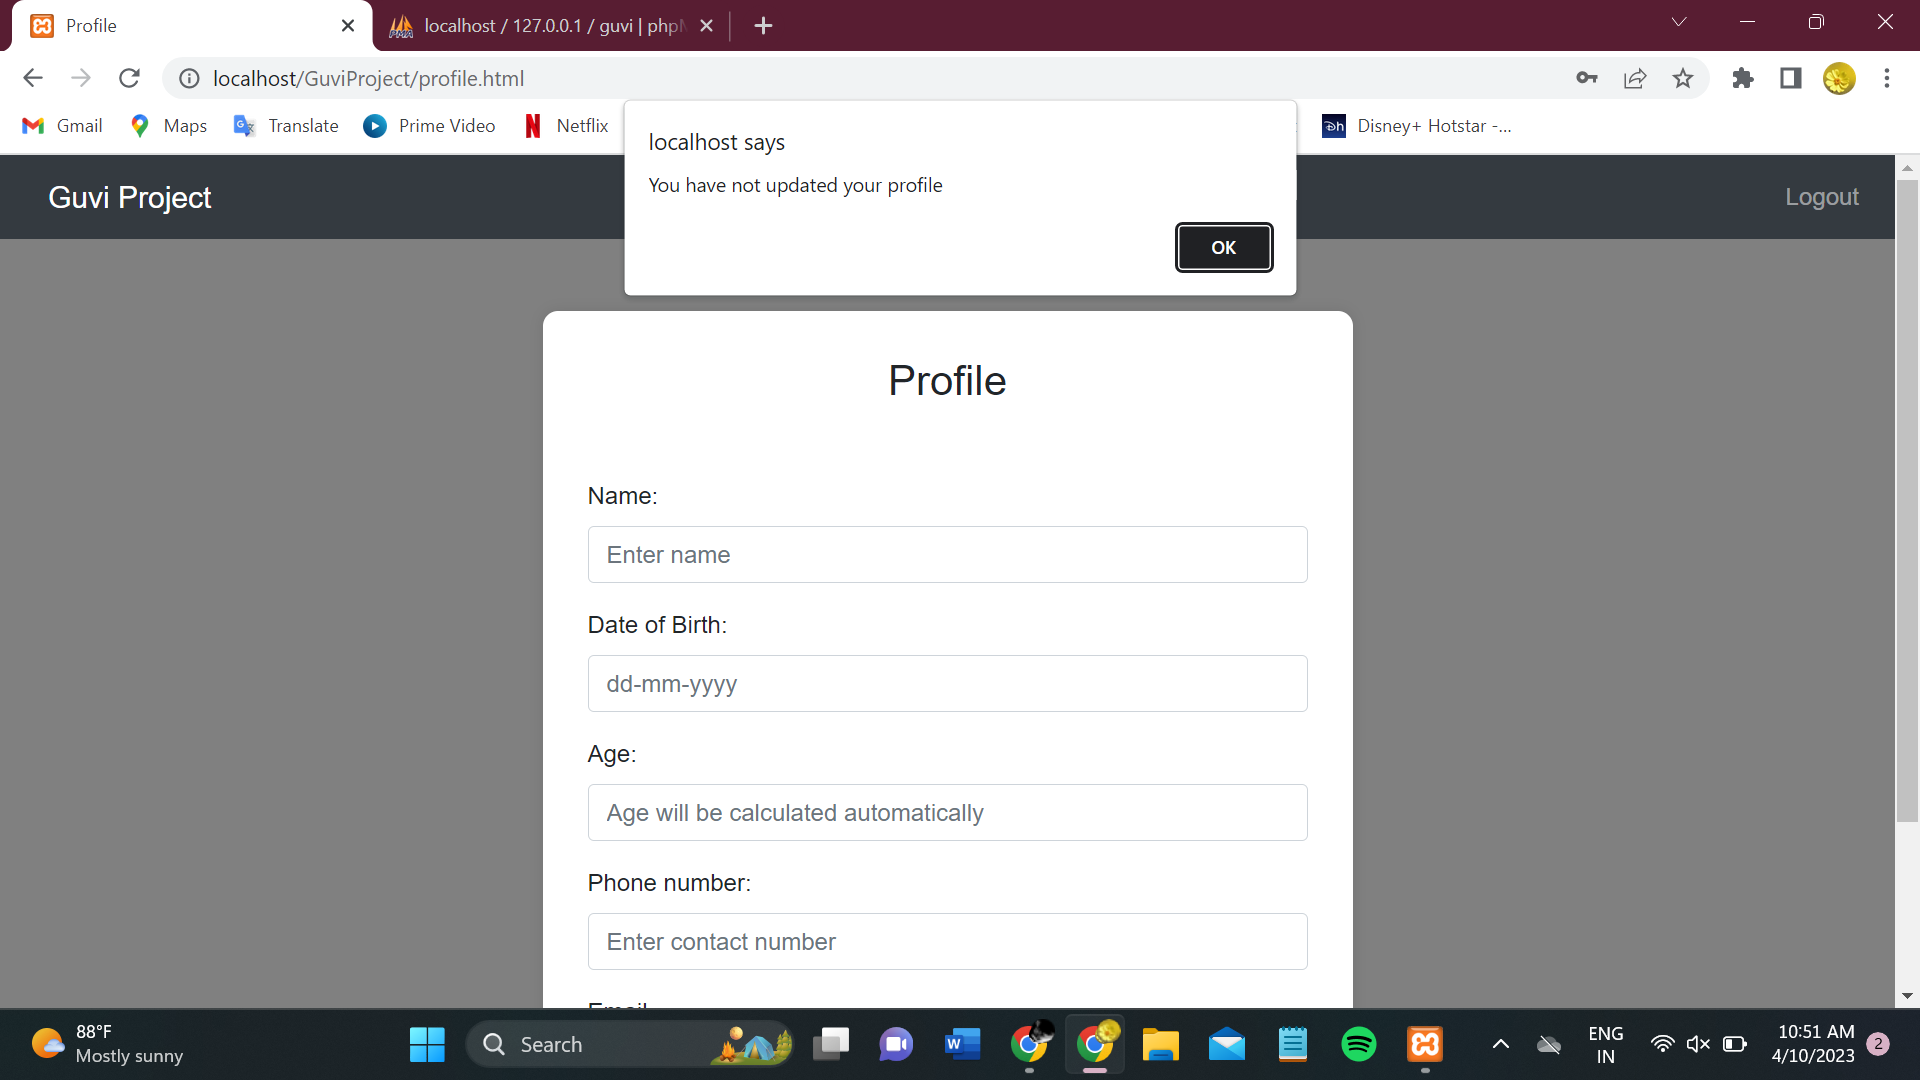 Profile
localhost / 127.0.0.1 / guvi | php
localhost/GuviProject/profile.html
Gmail
Maps
Translate
Prime Video
Netflix
Disney+ Hotstar -...
localhost says
You have not updated your profile
OK
Guvi Project
Logout
Profile
Name:
Enter name
Date of Birth:
dd-mm-yyyy
Age:
Age will be calculated automatically
Phone number:
Enter contact number
88°F
Mostly sunny
Search
ENG
IN
10:51 AM
4/10/2023
2